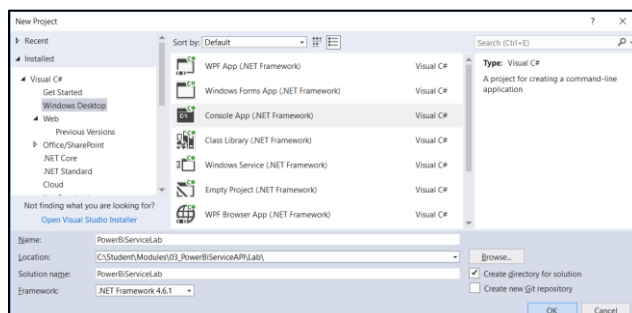 New Project
? ×
Recent
Installed
Visual C#
Get Started
Windows Desktop
Web
Previous Versions
Office/SharePoint
.NET Core
.NET Standard
Cloud
Not finding what you are looking for?
Open Visual Studio Installer
Sort by: Default
WPF App (.NET Framework) Visual C#
Windows Forms App (.NET Framework) Visual C#
Console App (.NET Framework) Visual C#
Class Library (.NET Framework) Visual C#
Windows Service (.NET Framework) Visual C#
Empty Project (.NET Framework) Visual C#
WPF Browser App (.NET Framework) Visual C#
Search (Ctrl+E)
Type: Visual C#
A project for creating a command-line
application
Name: PowerBiServiceLab
Location: C:\Student\Modules\03_PowerBiServiceAPI\Lab\
Browse...
Solution name: PowerBiServiceLab
Create directory for solution
Framework: .NET Framework 4.6.1
Create new Git repository
OK Cancel